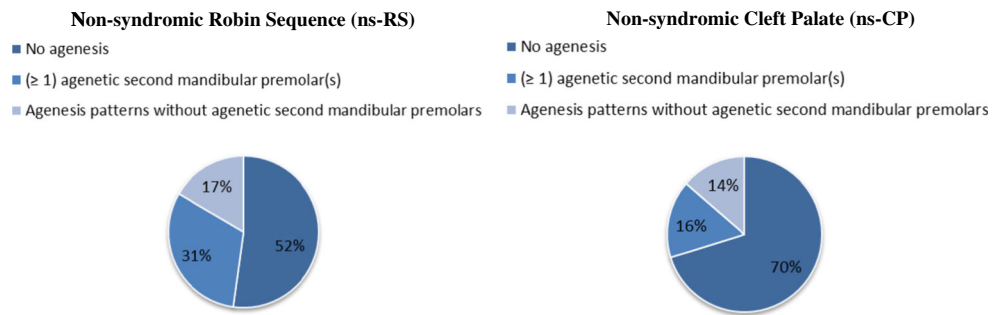 Non-syndromic Robin Sequence (ns-RS)
No agenesis
(≥ 1) agenetic second mandibular premolar(s)
Agenesis patterns without agenetic second mandibular premolars
17%
31%
52%
Non-syndromic Cleft Palate (ns-CP)
No agenesis
(≥ 1) agenetic second mandibular premolar(s)
Agenesis patterns without agenetic second mandibular premolars
14%
16%
70%